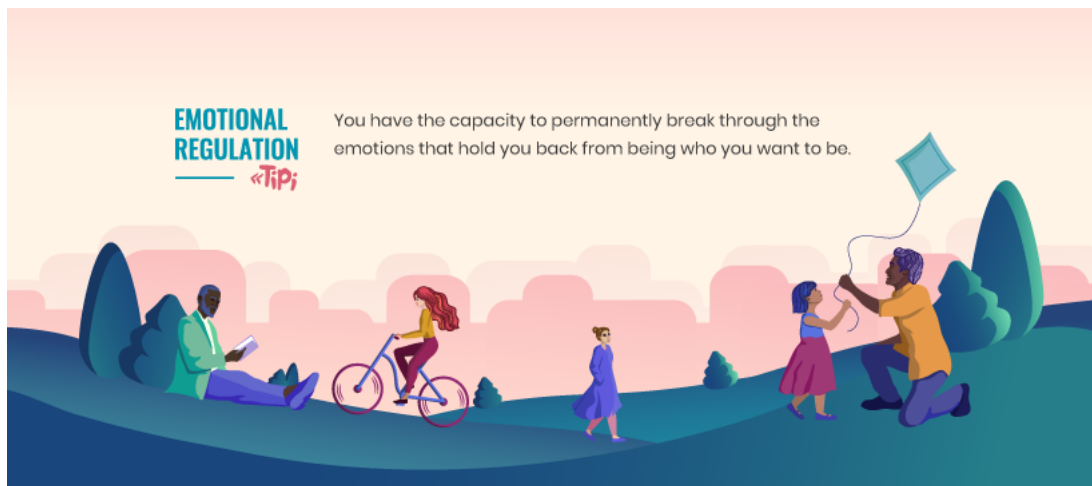 EMOTIONAL
REGULATION
«Tipi
You have the capacity to permanently break through the
emotions that hold you back from being who you want to be.